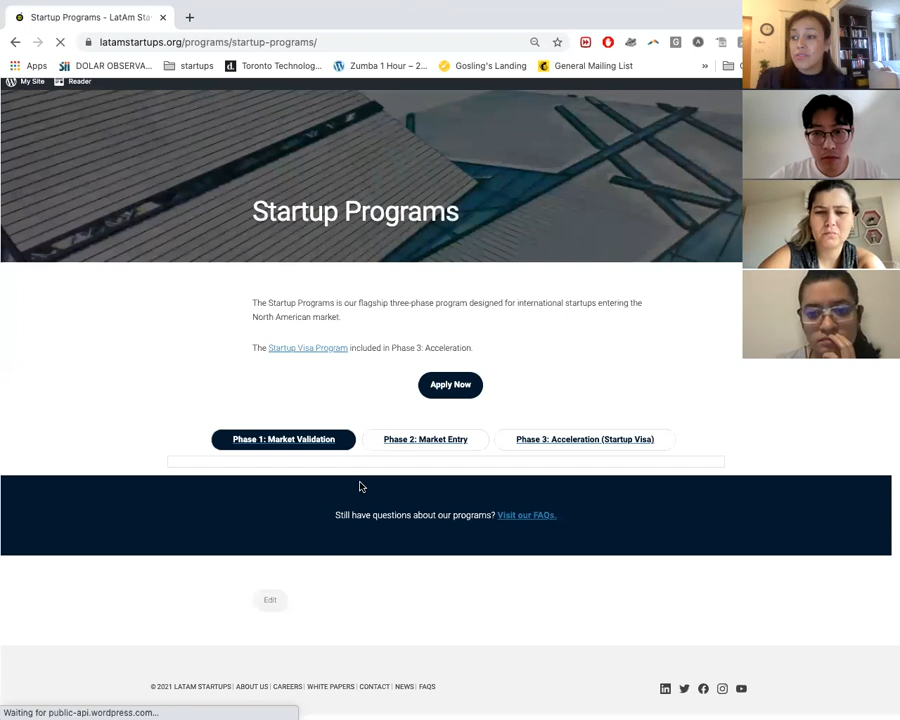 Startup Programs - LatAm Sta
latamstartups.org/programs/startup-programs/
Apps
DOLAR OBSERVA...
startups
Toronto Technolog...
Zumba 1 Hour – 2...
Gosling's Landing
General Mailing List
»
My Site
Reader
Startup Programs
The Startup Programs is our flagship three-phase program designed for international startups entering the
North American market.
The Startup Visa Program included in Phase 3: Acceleration.
Apply Now
Phase 1: Market Validation
Phase 2: Market Entry
Phase 3: Acceleration (Startup Visa)
Still have questions about our programs? Visit our FAQs.
Edit
© 2021 LATAM STARTUPS| ABOUT US | CAREERS | WHITE PAPERS | CONTACT | NEWS | FAQS
Waiting for public-api.wordpress.com...